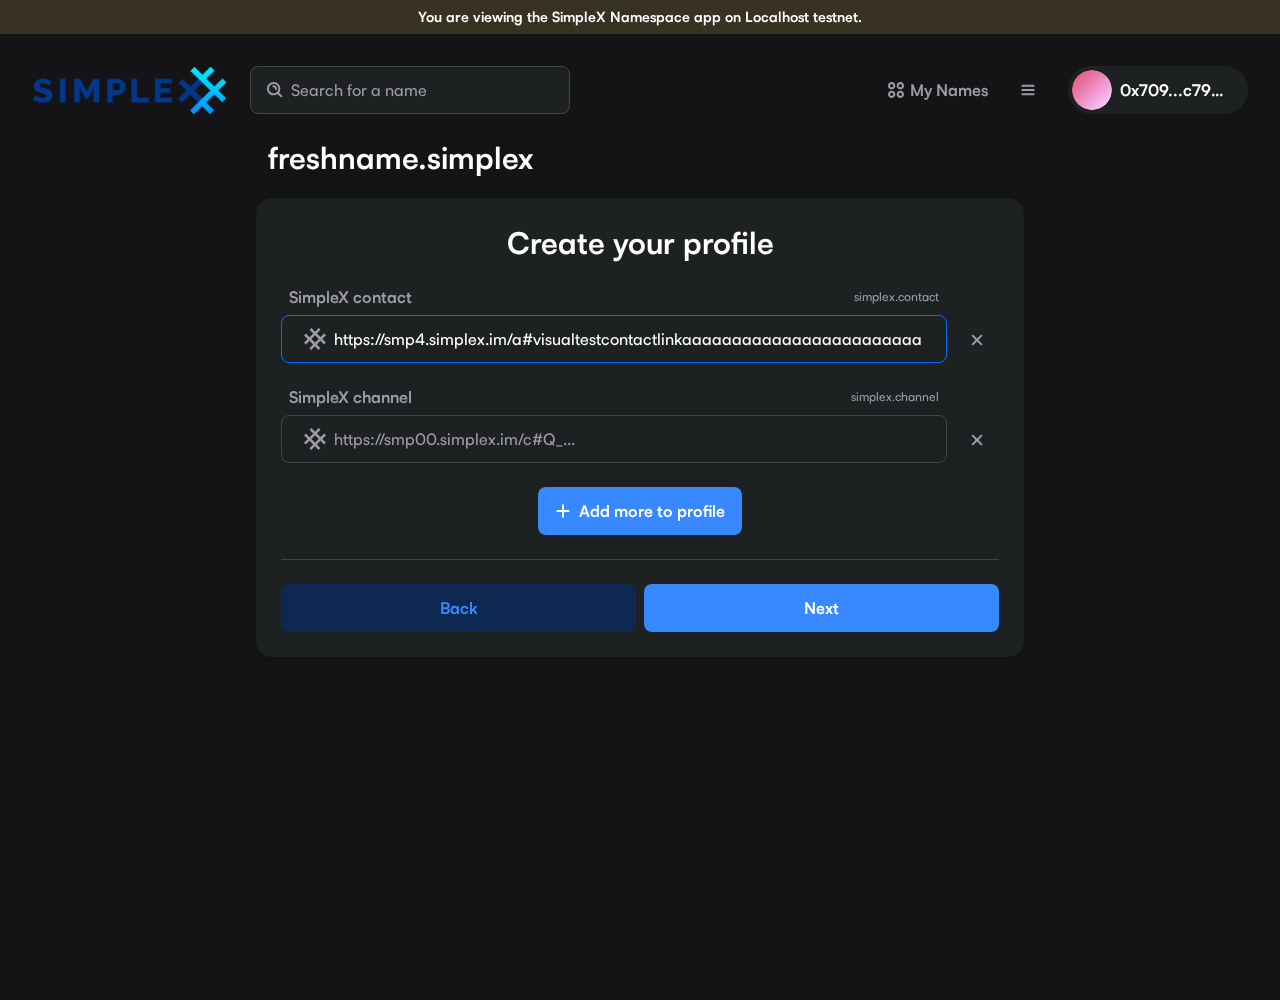 You are viewing the SimpleX Namespace app on Localhost testnet.
SIMPLEX
Search for a name
My Names
0x709...c79...
freshname.simplex
Create your profile
SimpleX contact
simplex.contact
https://smp4.simplex.im/a#visualtestcontactlinkaaaaaaaaaaaaaaaaaaaaaaaa
SimpleX channel
simplex.channel
https://smp00.simplex.im/c#Q_...
Add more to profile
Back
Next